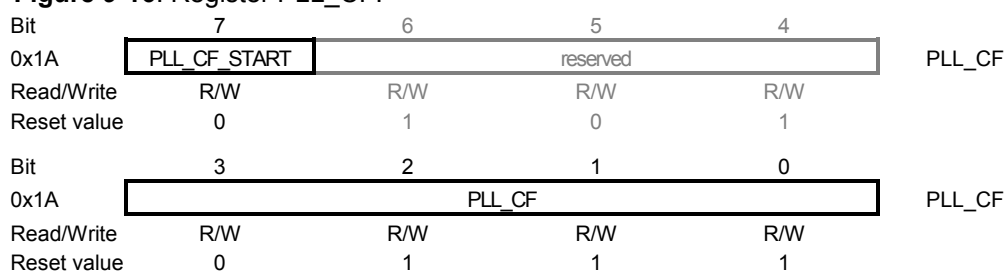 Bit 7 6 5 4
0x1A PLL_CF_START reserved PLL_CF
Read/Write R/W R/W R/W R/W
Reset value 0 1 0 1
Bit 3 2 1 0
0x1A PLL_CF PLL_CF
Read/Write R/W R/W R/W R/W
Reset value 0 1 1 1